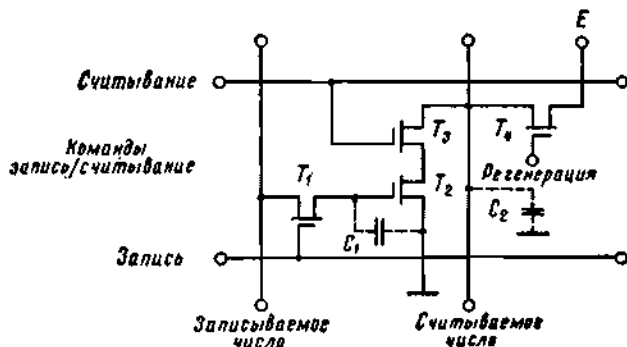 E
Считывание
T3
T4
Команды
запись/считывание
Регенерация
T1
T2
C1
C2
Запись
Записываемое
число
Считываемое
число